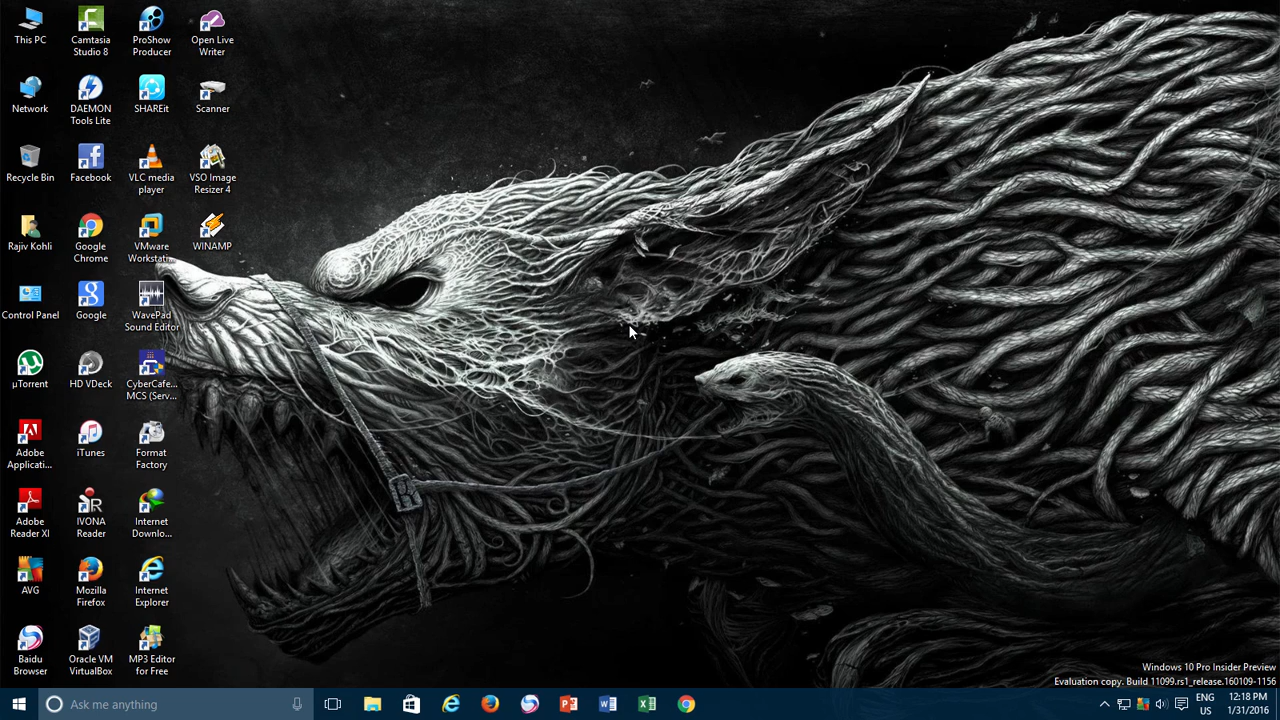 This PC
Camtasia
Studio 8
ProShow
Producer
Open Live
Writer
Network
DAEMON
Tools Lite
SHAREit
Scanner
Recycle Bin
Facebook
VLC media
player
VSO Image
Resizer 4
Rajiv Kohli
Google
Chrome
VMware
Workstati...
WINAMP
Control Panel
Google
WavePad
Sound Editor
µTorrent
HD VDeck
CyberCafe...
MCS (Serv...
Adobe
Applicati...
iTunes
Format
Factory
Adobe
Reader XI
IVONA
Reader
Internet
Downlo...
AVG
Mozilla
Firefox
Internet
Explorer
Baidu
Browser
Oracle VM
VirtualBox
MP3 Editor
for Free
Windows 10 Pro Insider Preview
Evaluation copy. Build 11099.rs1_release.160109-1156
Ask me anything
ENG
US
12:18 PM
1/31/2016